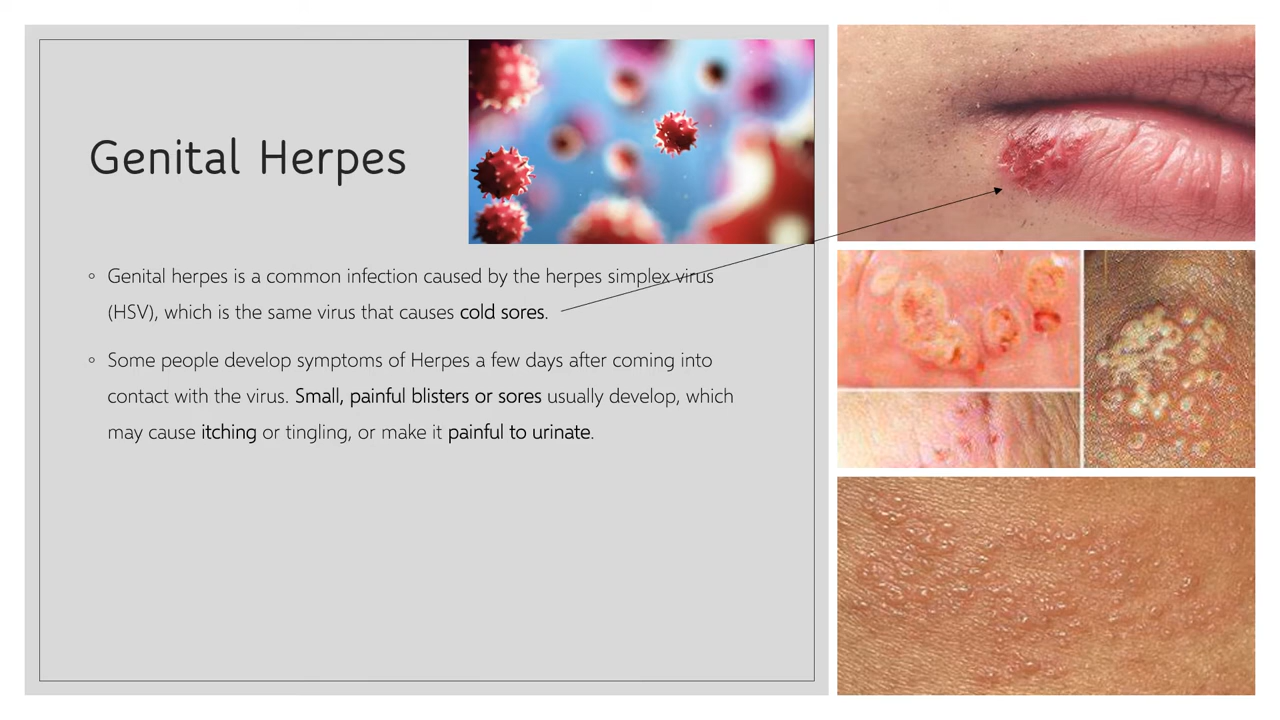 Genital Herpes
◦ Genital herpes is a common infection caused by the herpes simplex virus
(HSV), which is the same virus that causes cold sores.
◦ Some people develop symptoms of Herpes a few days after coming into
contact with the virus. Small, painful blisters or sores usually develop, which
may cause itching or tingling, or make it painful to urinate.